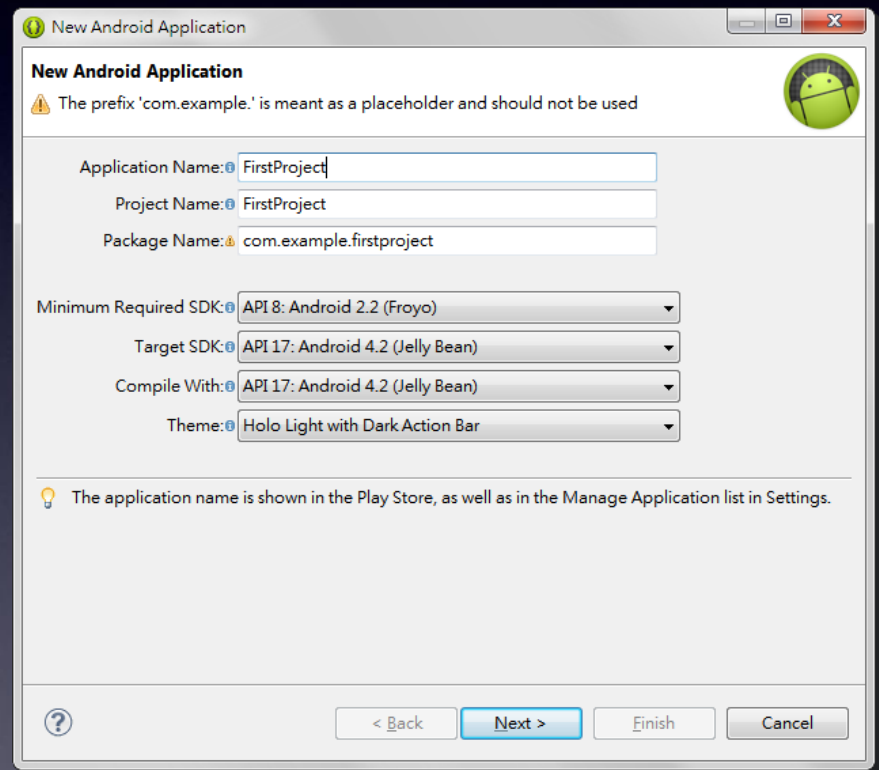 New Android Application
New Android Application
The prefix 'com.example.' is meant as a placeholder and should not be used
Application Name: FirstProject
Project Name: FirstProject
Package Name: com.example.firstproject
Minimum Required SDK: API 8: Android 2.2 (Froyo)
Target SDK: API 17: Android 4.2 (Jelly Bean)
Compile With: API 17: Android 4.2 (Jelly Bean)
Theme: Holo Light with Dark Action Bar
The application name is shown in the Play Store, as well as in the Manage Application list in Settings.
? < Back Next > Finish Cancel